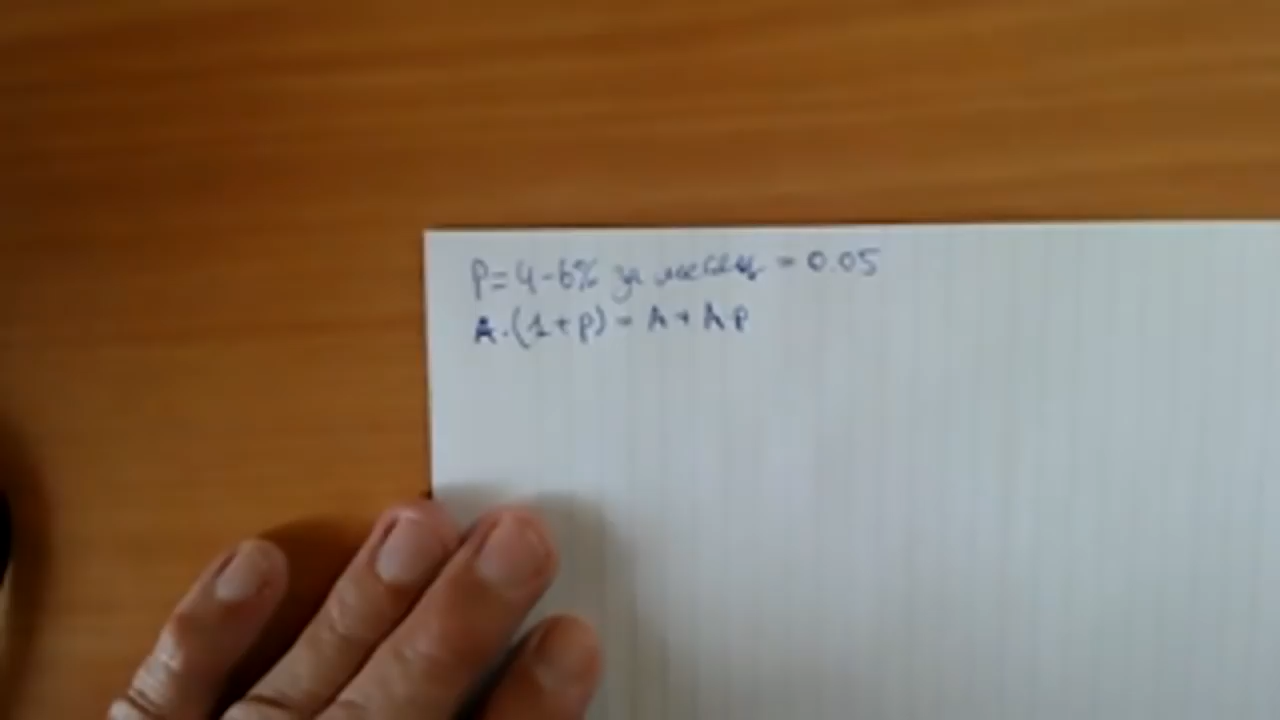 P=4-6% за месяц = 0.05
A·(1+p) = A + Ap